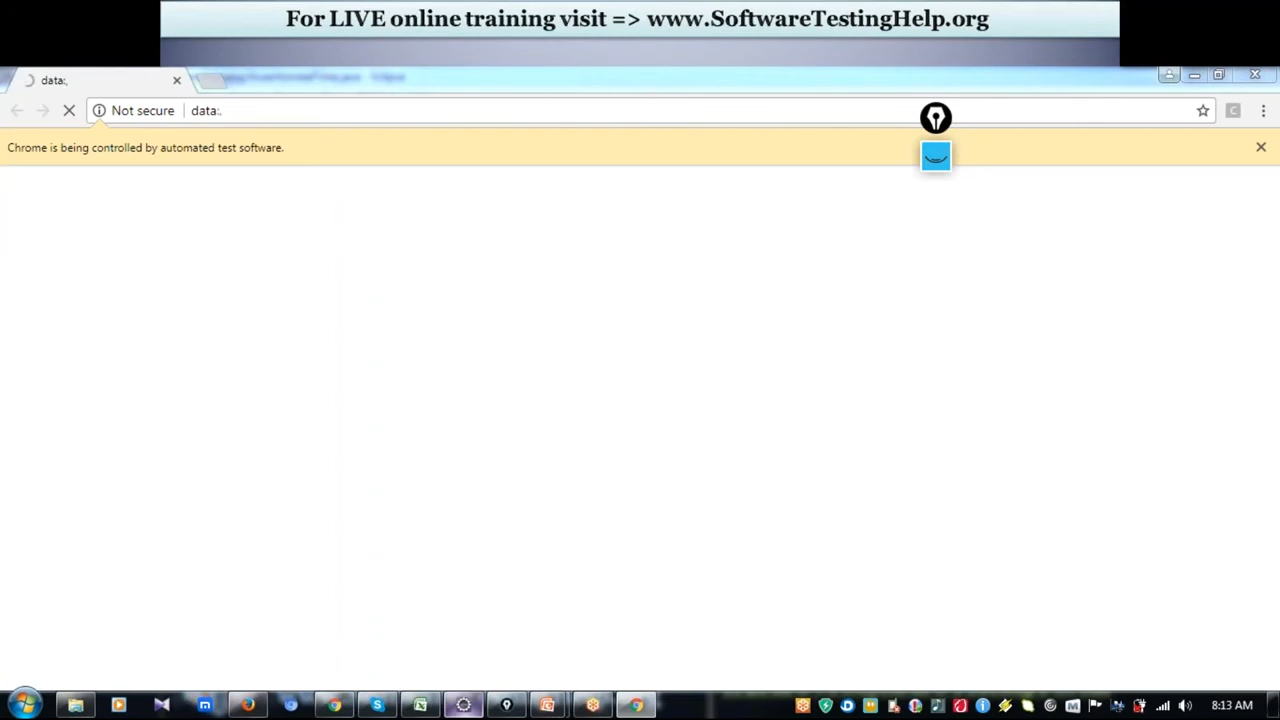 For LIVE online training visit => www.SoftwareTestingHelp.org
data:,
Not secure data:,
Chrome is being controlled by automated test software.
8:13 AM